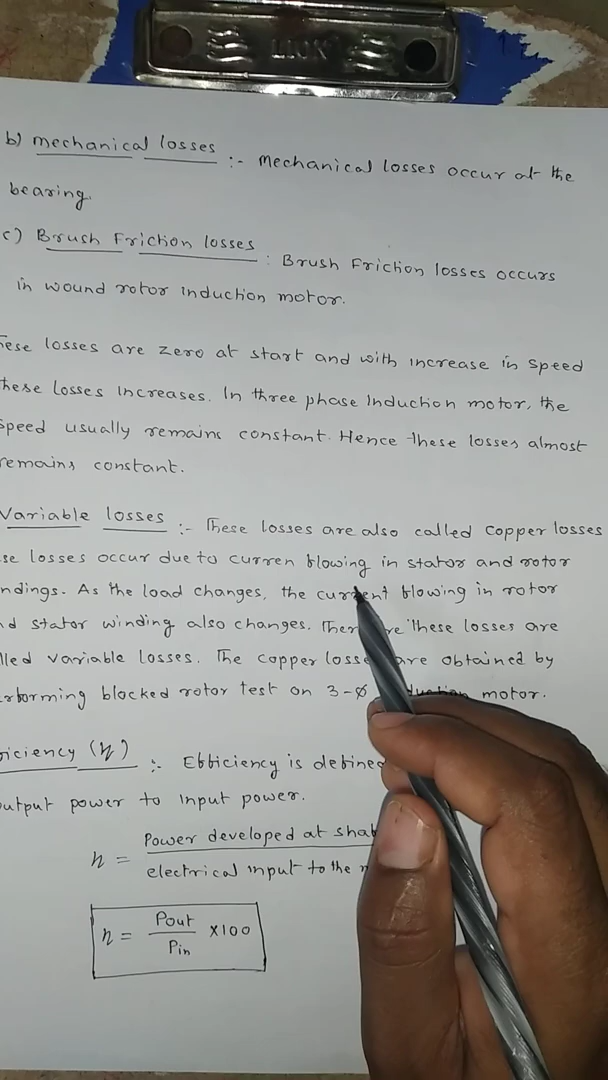 LION
b) Mechanical losses :- Mechanical losses occur at the
bearing.
c) Brush Friction losses : Brush Friction losses occurs
in wound rotor induction motor.
ese losses are zero at start and with increase in speed
hese losses increases. In three phase Induction motor, the
speed usually remains constant. Hence these losses almost
remains constant.
Variable losses :- These losses are also called copper losses
se losses occur due to curren flowing in stator and rotor
ndings. As the load changes, the current flowing in rotor
d stator winding also changes. these losses are
lled variable losses. The copper are obtained by
rforming blocked rotor test on 3-φ motor.
iciency (η) :- Efficiency is define
utput power to input power.
η = Power developed at shaf
electrical input to the
η = Pout / Pin ×100